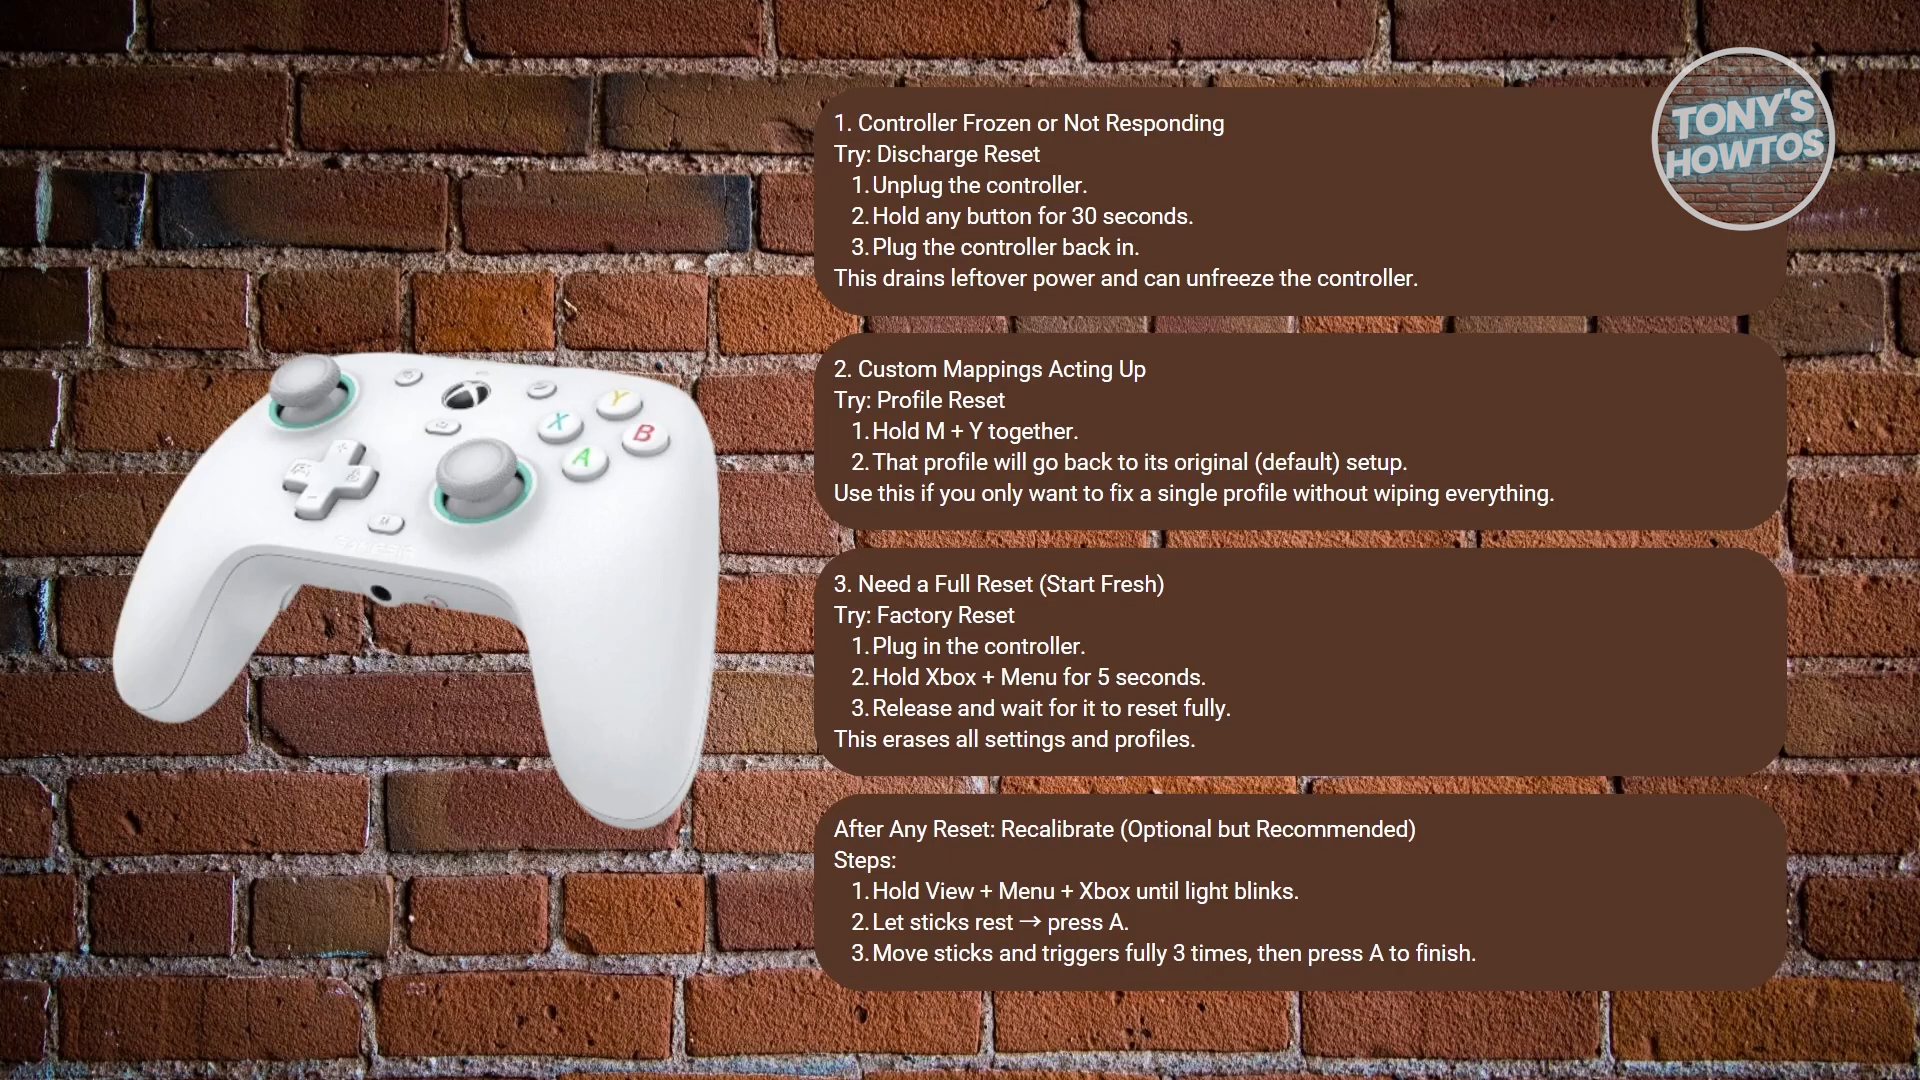 TONY'S
HOWTOS
1. Controller Frozen or Not Responding
Try: Discharge Reset
1. Unplug the controller.
2. Hold any button for 30 seconds.
3. Plug the controller back in.
This drains leftover power and can unfreeze the controller.
2. Custom Mappings Acting Up
Try: Profile Reset
1. Hold M + Y together.
2. That profile will go back to its original (default) setup.
Use this if you only want to fix a single profile without wiping everything.
3. Need a Full Reset (Start Fresh)
Try: Factory Reset
1. Plug in the controller.
2. Hold Xbox + Menu for 5 seconds.
3. Release and wait for it to reset fully.
This erases all settings and profiles.
After Any Reset: Recalibrate (Optional but Recommended)
Steps:
1. Hold View + Menu + Xbox until light blinks.
2. Let sticks rest → press A.
3. Move sticks and triggers fully 3 times, then press A to finish.
Y
X
B
A
M